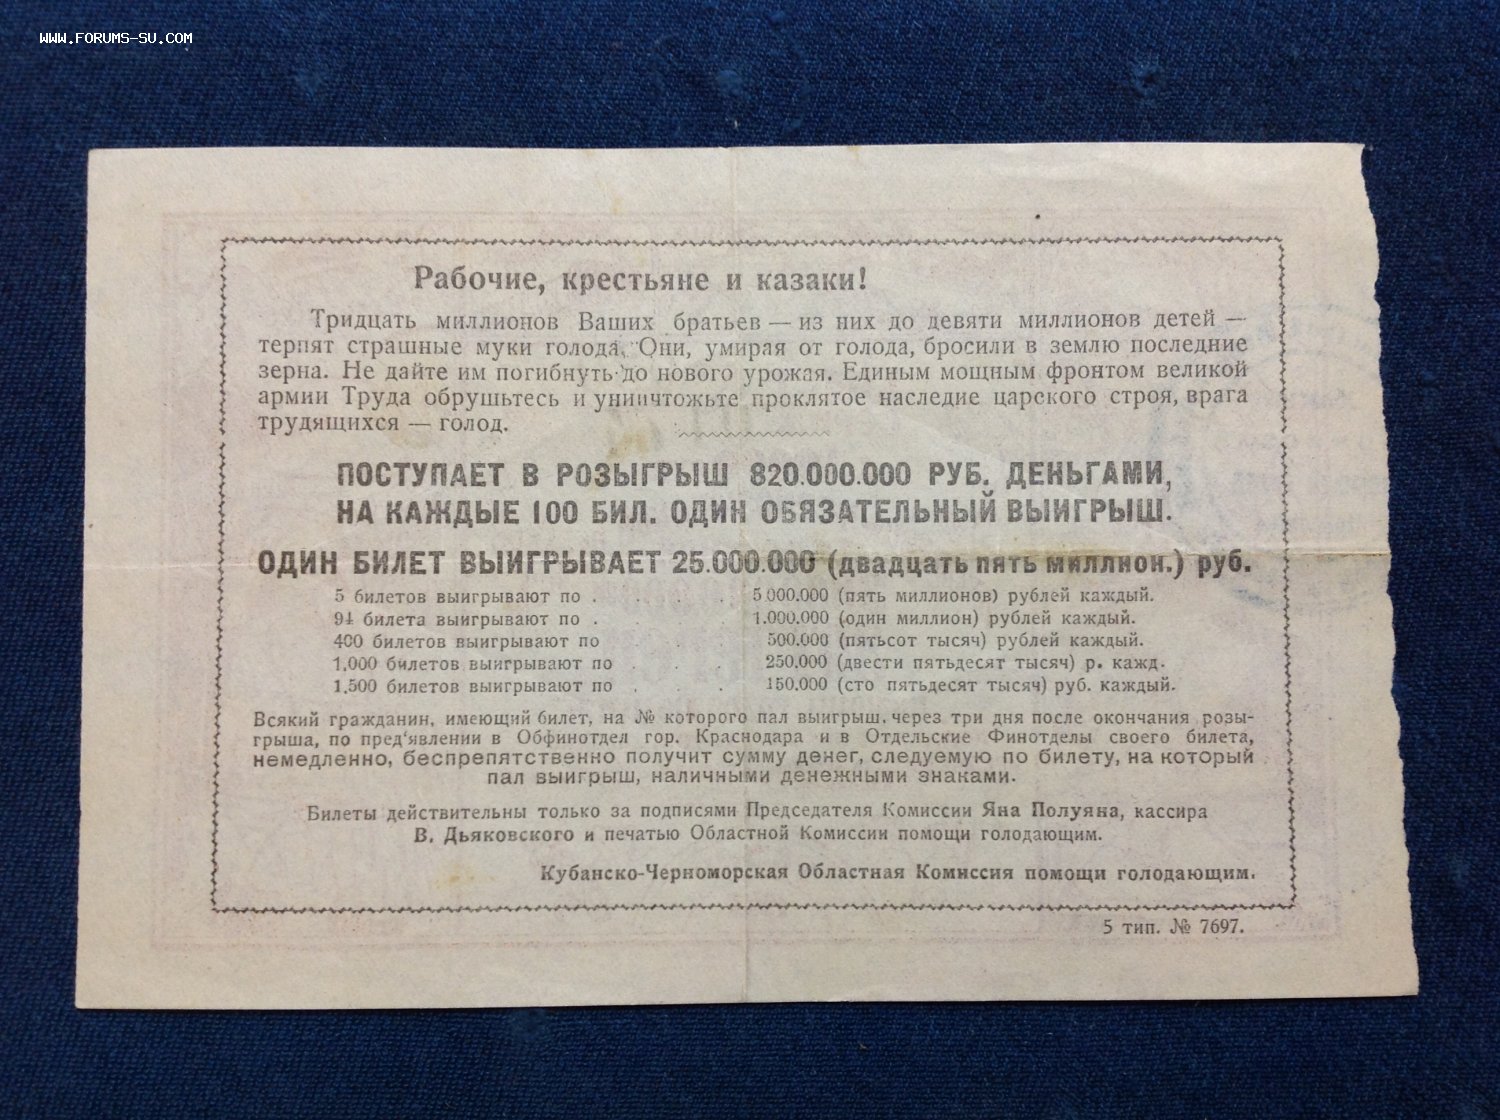 WWW.FORUMS-SU.COM
Рабочие, крестьяне и казаки!
Тридцать миллионов Ваших братьев — из них до девяти миллионов детей —
терпят страшные муки голода. Они, умирая от голода, бросили в землю последние
зерна. Не дайте им погибнуть до нового урожая. Единым мощным фронтом великой
армии Труда обрушьтесь и уничтожьте проклятое наследие царского строя, врага
трудящихся — голод.
ПОСТУПАЕТ В РОЗЫГРЫШ 820.000.000 РУБ. ДЕНЬГАМИ,
НА КАЖДЫЕ 100 БИЛ. ОДИН ОБЯЗАТЕЛЬНЫЙ ВЫИГРЫШ.
ОДИН БИЛЕТ ВЫИГРЫВАЕТ 25.000.000 (двадцать пять миллион.) руб.
5 билетов выигрывают по . . . . 5.000.000 (пять миллионов) рублей каждый.
94 билета выигрывают по . . . . 1.000.000 (один миллион) рублей каждый.
400 билетов выигрывают по . . . 500.000 (пятьсот тысяч) рублей каждый.
1,000 билетов выигрывают по . . . 250.000 (двести пятьдесят тысяч) р. кажд.
1.500 билетов выигрывают по . . . 150.000 (сто пятьдесят тысяч) руб. каждый.
Всякий гражданин, имеющий билет, на № которого пал выигрыш, через три дня после окончания розы-
грыша, по пред'явлении в Обфинотдел гор. Краснодара и в Отдельские Финотделы своего билета,
немедленно, беспрепятственно получит сумму денег, следуемую по билету, на который
пал выигрыш, наличными денежными знаками.
Билеты действительны только за подписями Председателя Комиссии Яна Полуяна, кассира
В. Дьяковского и печатью Областной Комиссии помощи голодающим.
Кубанско-Черноморская Областная Комиссия помощи голодающим.
5 тип. № 7697.